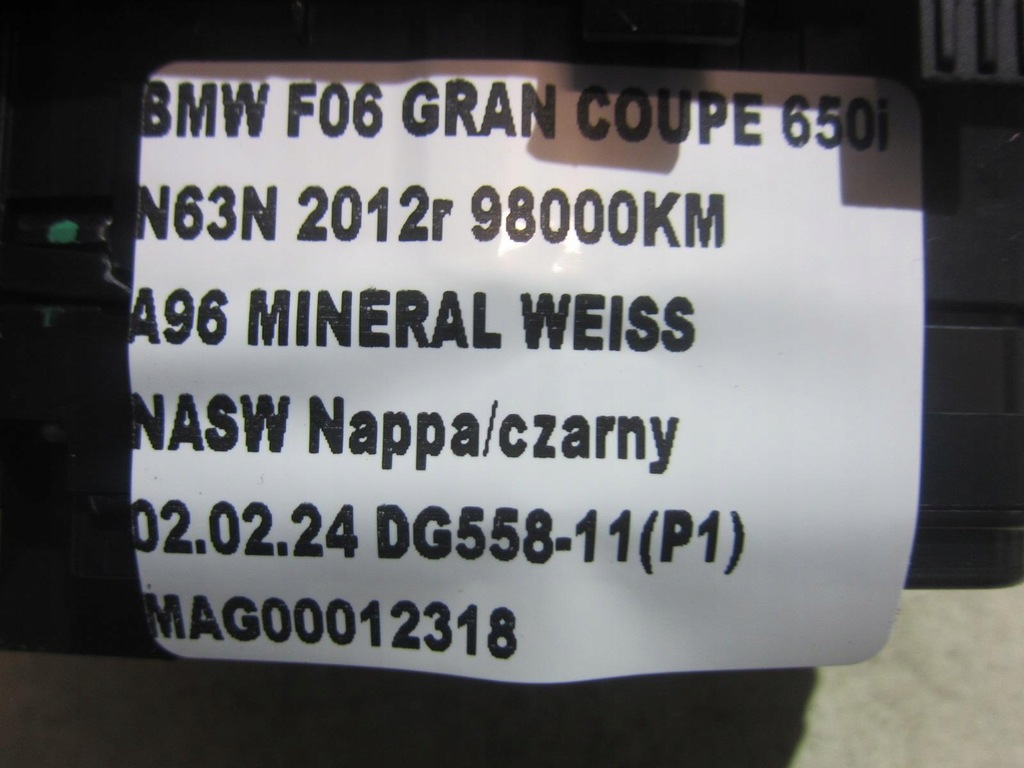 BMW F06 GRAN COUPE 650i
N63N 2012r 98000KM
A96 MINERAL WEISS
NASW Nappa/czarny
02.02.24 DG558-11(P1)
MAG00012318